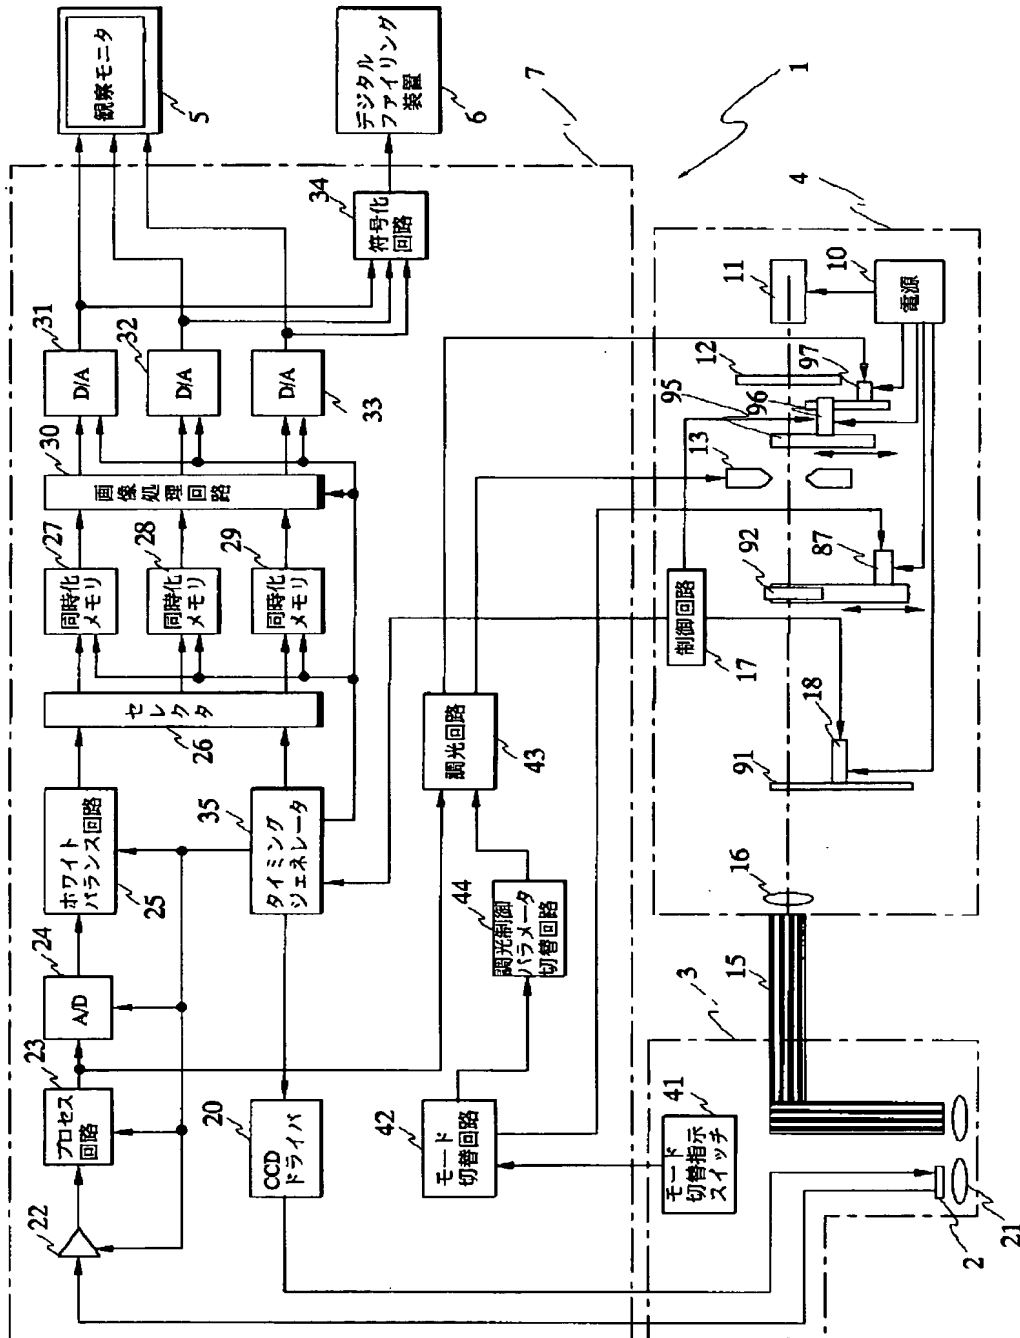 観察モニタ
5
デジタル
ファイリング
装置
6
7
1
符号化
回路
34
D/A
31
D/A
32
D/A
33
画像処理回路
30
同時化
メモリ
27
同時化
メモリ
28
同時化
メモリ
29
セレクタ
26
ホワイト
バランス回路
25
タイミング
ジェネレータ
35
A/D
24
プロセス
回路
23
22
CCD
ドライバ
20
モード
切替回路
42
調光制御
パラメータ
切替回路
44
調光回路
43
モード
切替指示
スイッチ
41
3
2
21
15
16
4
電源
10
11
12
97
96
95
13
87
92
制御回路
17
18
91